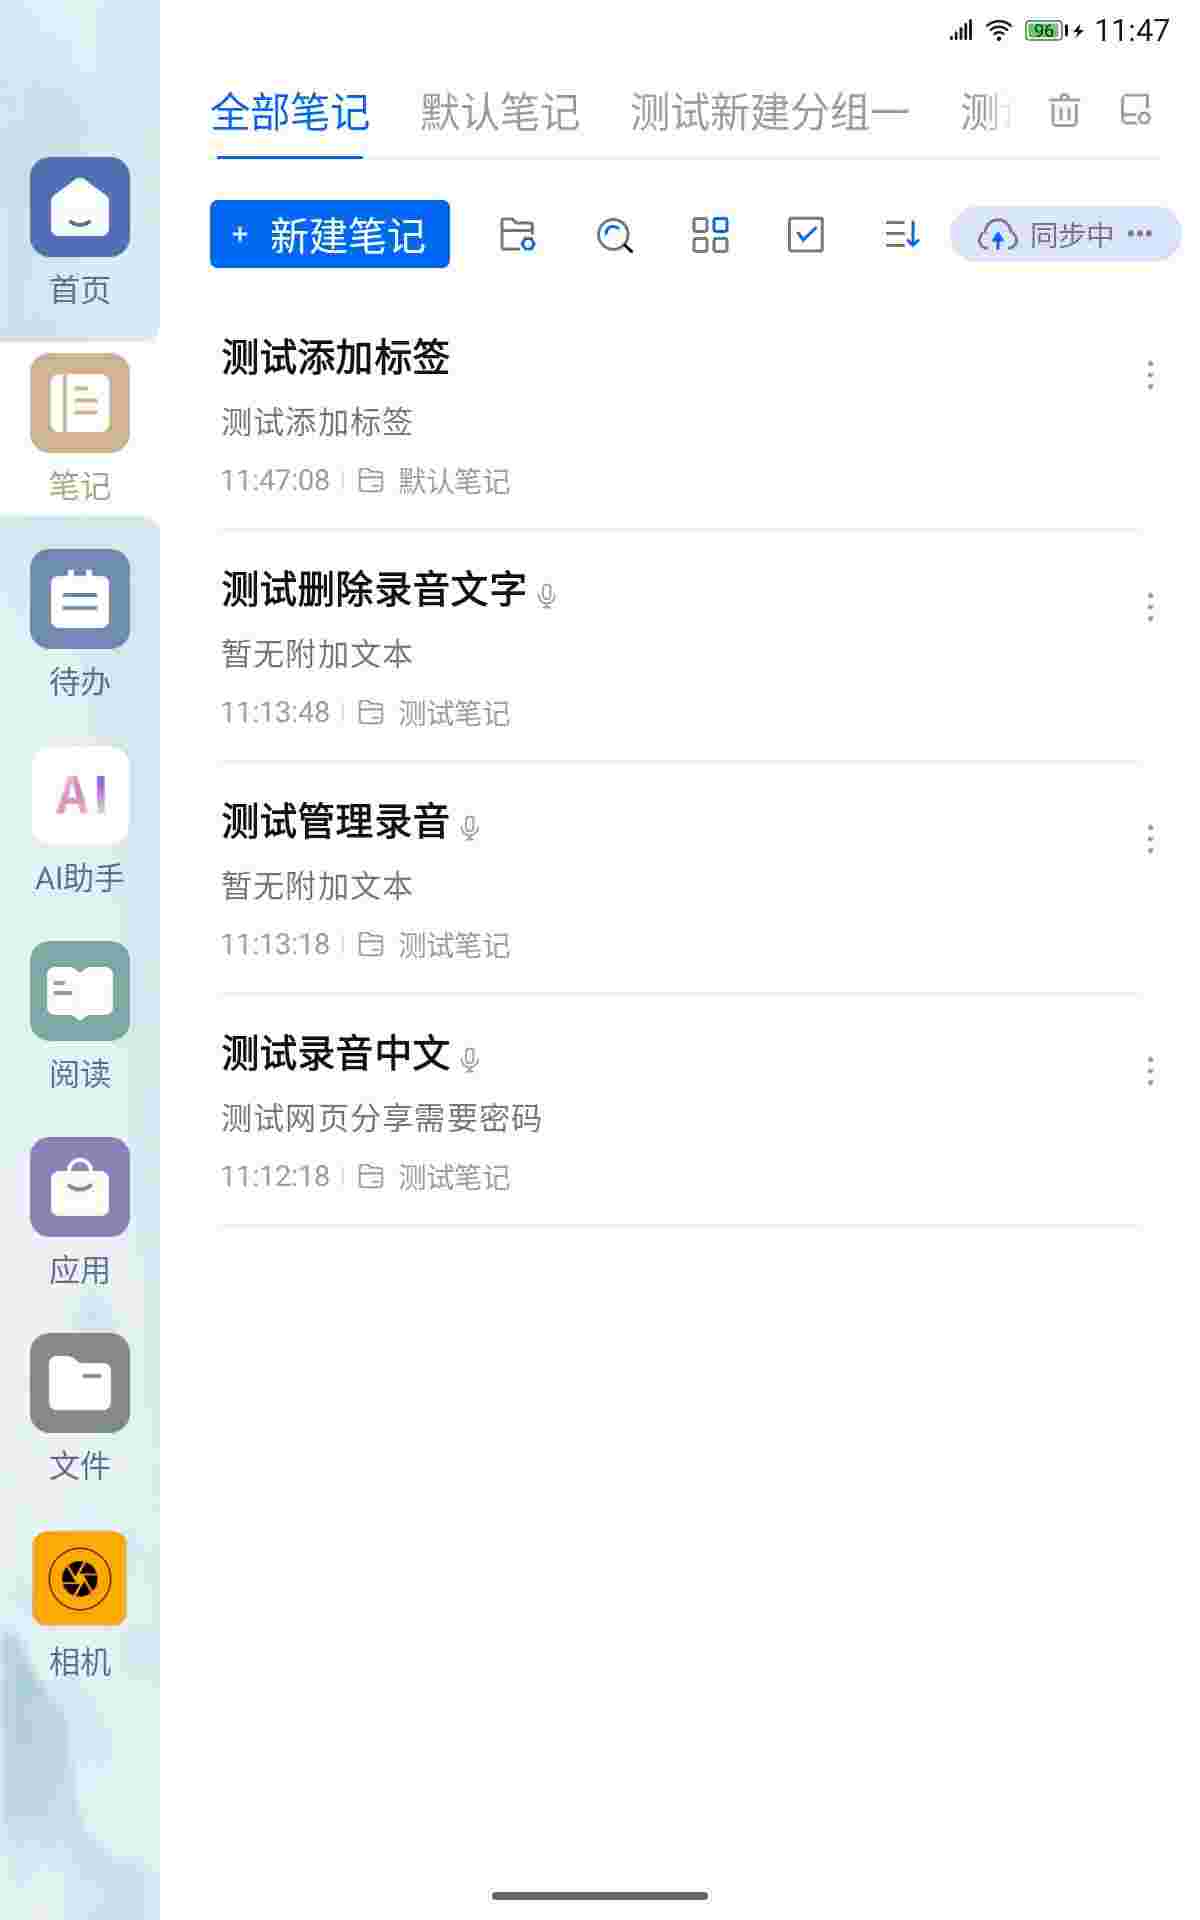 96 11:47
全部笔记 默认笔记 测试新建分组一 测
+ 新建笔记 同步中
首页
笔记
待办
AI
AI助手
阅读
应用
文件
相机
测试添加标签
测试添加标签
11:47:08 默认笔记
测试删除录音文字
暂无附加文本
11:13:48 测试笔记
测试管理录音
暂无附加文本
11:13:18 测试笔记
测试录音中文
测试网页分享需要密码
11:12:18 测试笔记